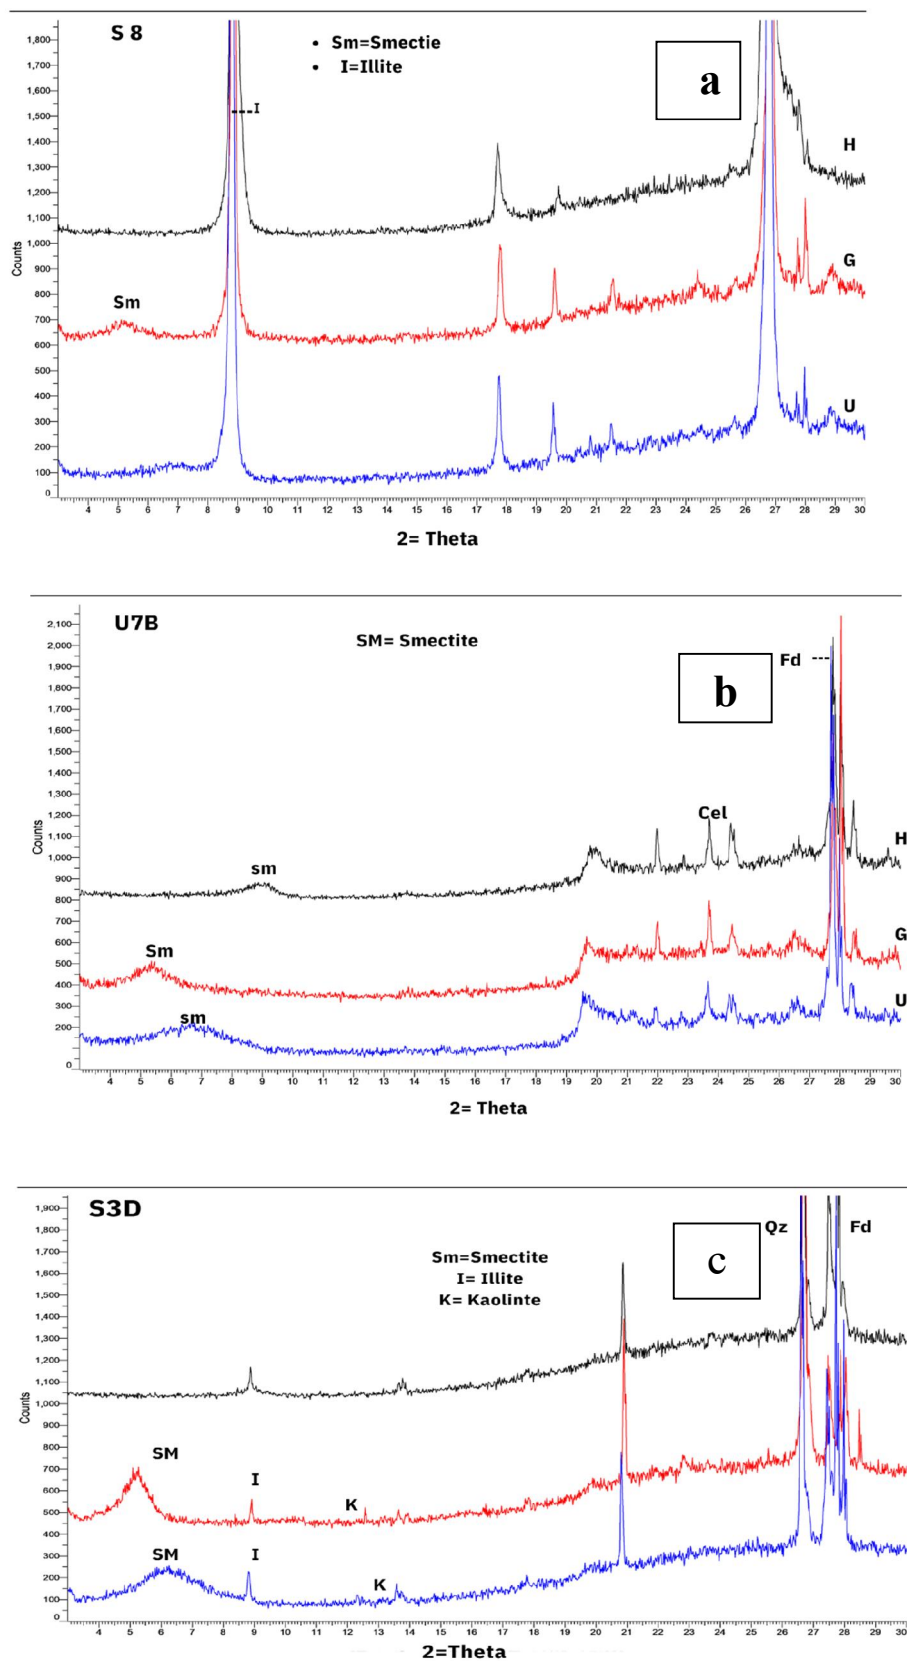 S 8
• Sm=Smectie
• I=Illite
a
1,800
1,700
1,600
1,500
1,400
1,300
1,200
1,100
1,000
900
800
700
600
500
400
300
200
100
0
Counts
I
H
Sm
G
U
4 5 6 7 8 9 10 11 12 13 14 15 16 17 18 19 20 21 22 23 24 25 26 27 28 29 30
2= Theta
U7B
SM= Smectite
b
Fd
2,100
2,000
1,900
1,800
1,700
1,600
1,500
1,400
1,300
1,200
1,100
1,000
900
800
700
600
500
400
300
200
0
Counts
Cel
sm
H
Sm
G
sm
U
4 5 6 7 8 9 10 11 12 13 14 15 16 17 18 19 20 21 22 23 24 25 26 27 28 29 30
2= Theta
S3D
Sm=Smectite
I= Illite
K= Kaolinte
c
Qz
Fd
1,900
1,800
1,700
1,600
1,500
1,400
1,300
1,200
1,100
1,000
900
800
700
600
500
400
300
200
100
0
Counts
SM
I
K
SM
I
K
4 5 6 7 8 9 10 11 12 13 14 15 16 17 18 19 20 21 22 23 24 25 26 27 28 29 30
2=Theta